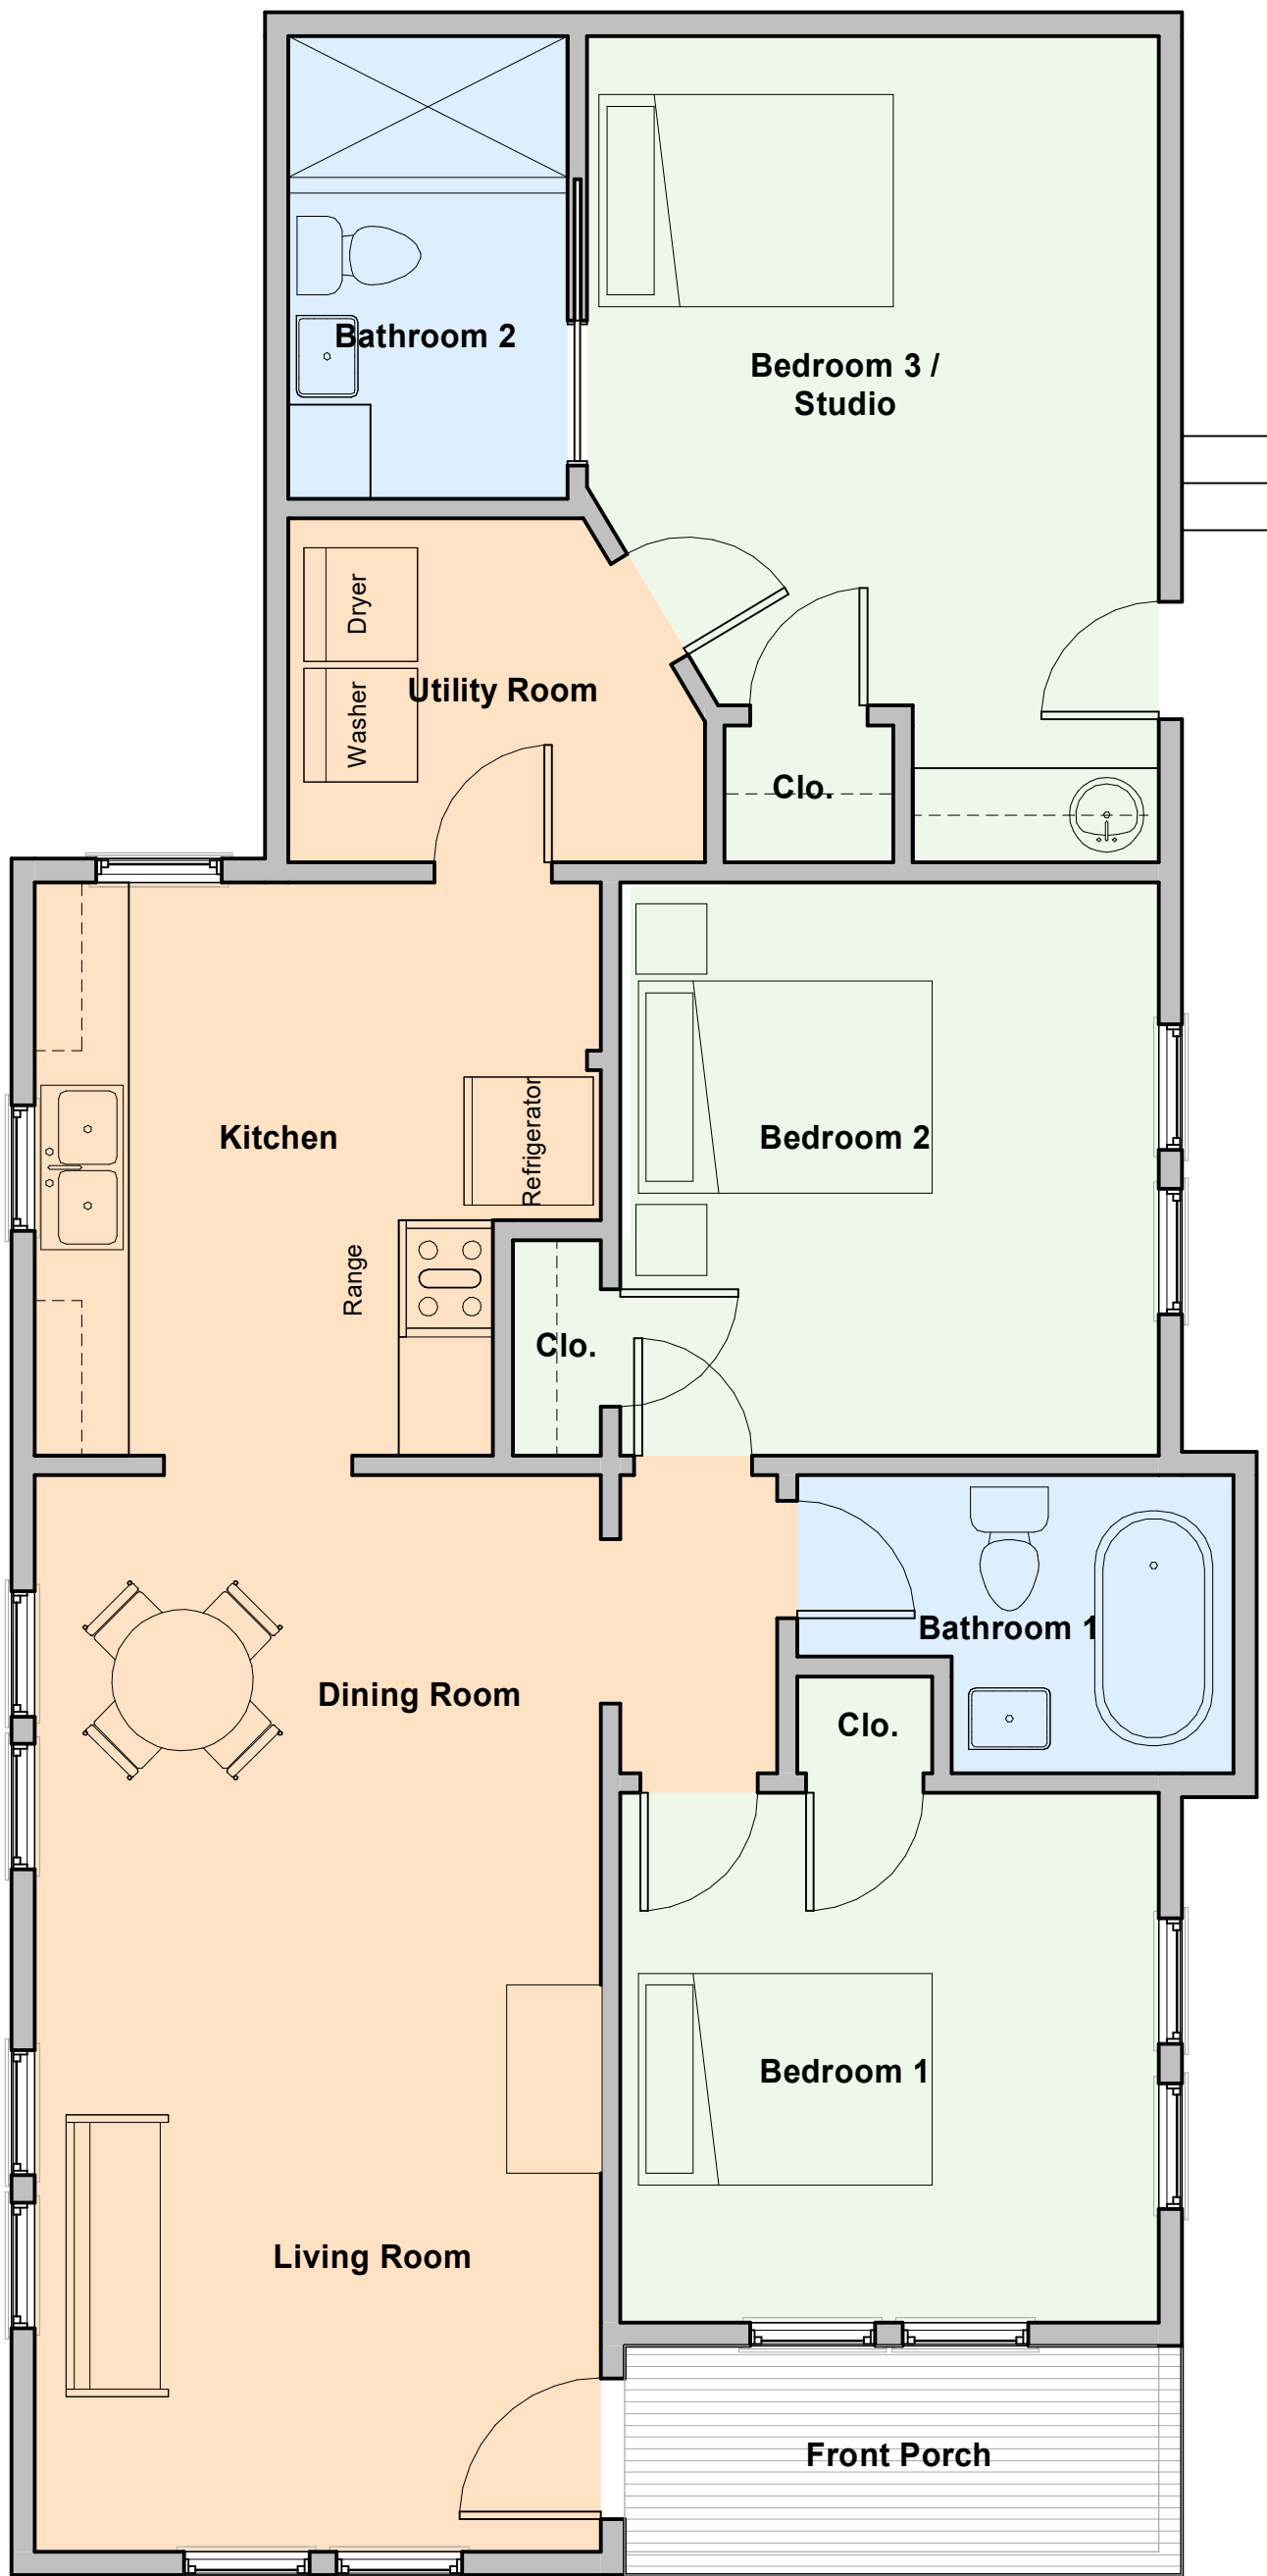 Bathroom 2
Bedroom 3 /
Studio
Dryer
Washer
Utility Room
Clo.
Kitchen
Refrigerator
Bedroom 2
Range
Clo.
Bathroom 1
Dining Room
Clo.
Bedroom 1
Living Room
Front Porch